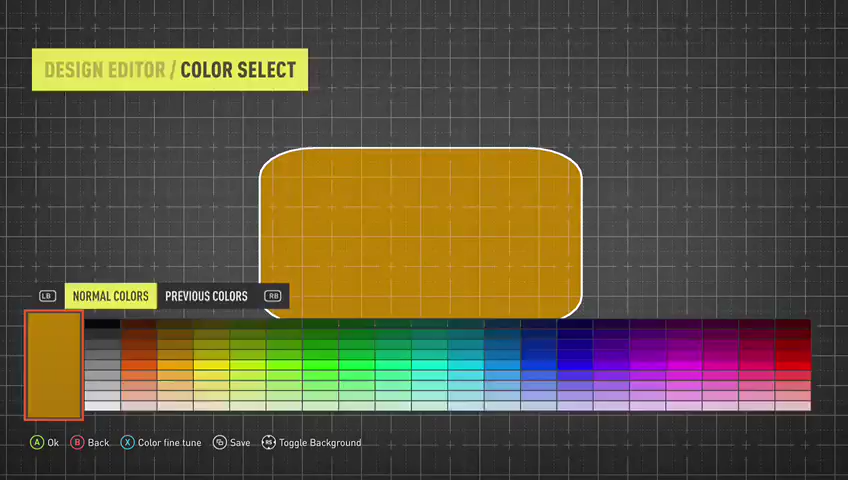 DESIGN EDITOR / COLOR SELECT
LB NORMAL COLORS PREVIOUS COLORS RB
A Ok B Back X Color fine tune Save RS Toggle Background